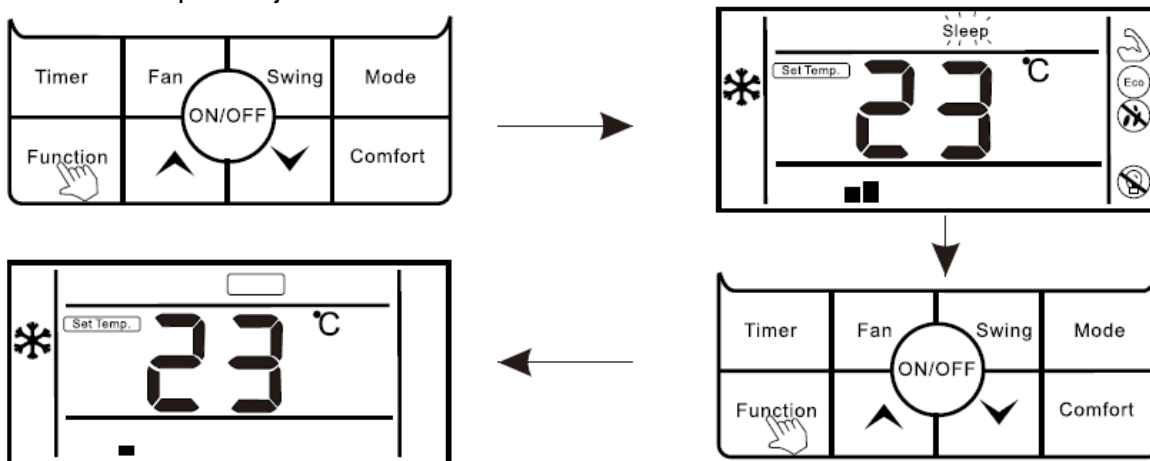 Timer Fan Swing Mode
ON/OFF
Function Comfort
Sleep
Set Temp. 23 °C
Eco
Set Temp. 23 °C
Timer Fan Swing Mode
ON/OFF
Function Comfort